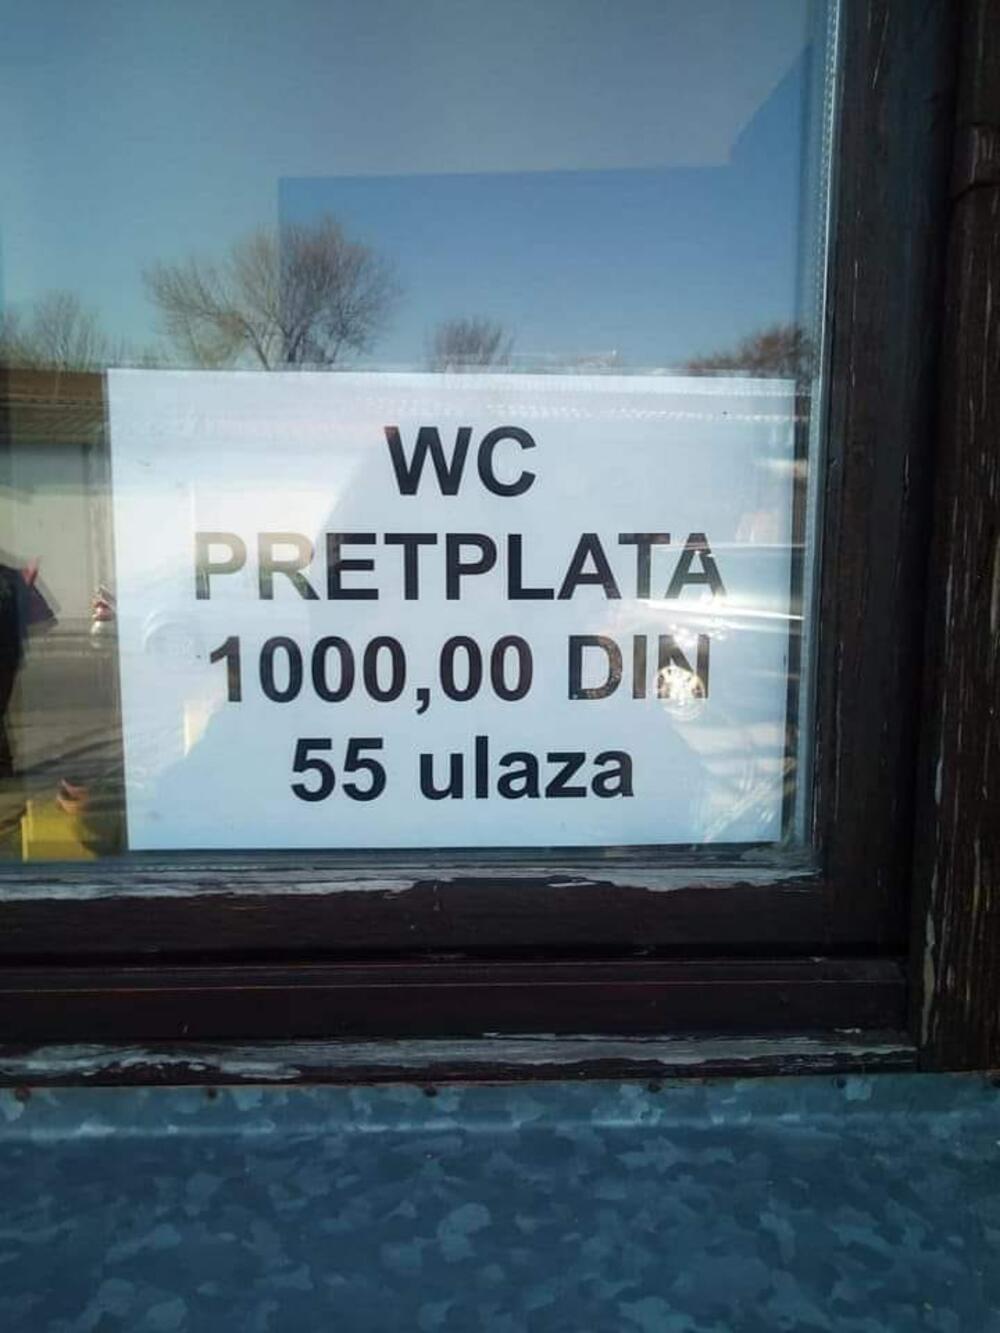 WC
PRETPLATA
1000,00 DIN
55 ulaza